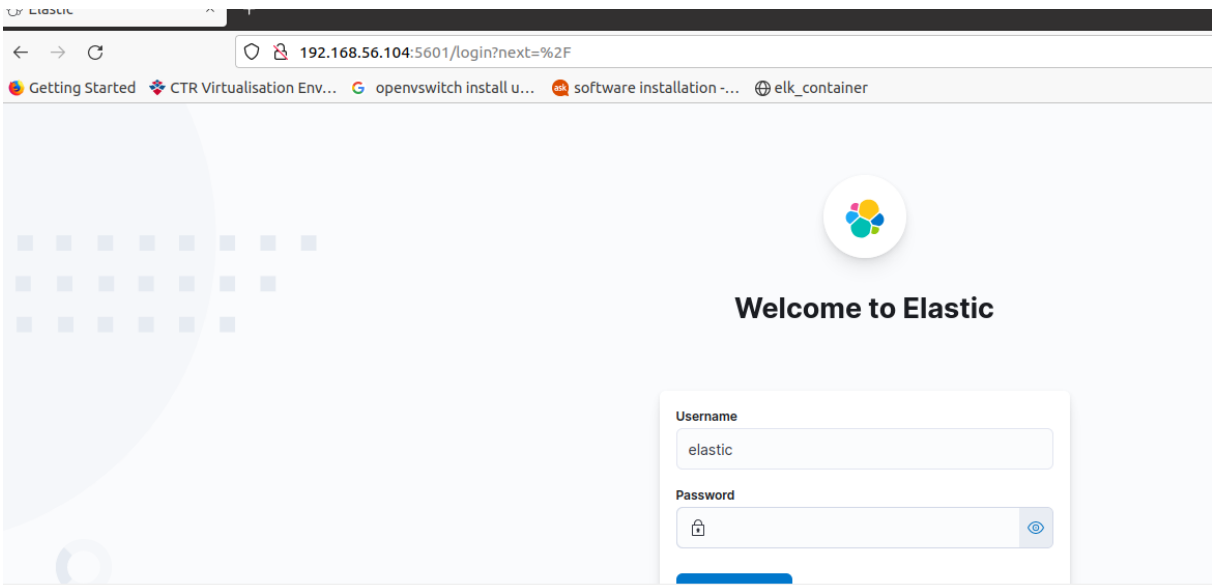 Elastic
192.168.56.104:5601/login?next=%2F
Getting Started CTR Virtualisation Env... openvswitch install u... software installation -... elk_container
Welcome to Elastic
Username
elastic
Password